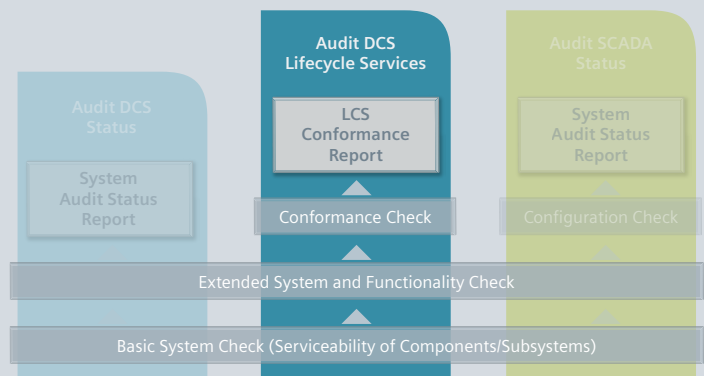 Audit DCS
Status
System
Audit Status
Report
Audit DCS
Lifecycle Services
LCS
Conformance
Report
Conformance Check
Audit SCADA
Status
System
Audit Status
Report
Configuration Check
Extended System and Functionality Check
Basic System Check (Serviceability of Components/Subsystems)